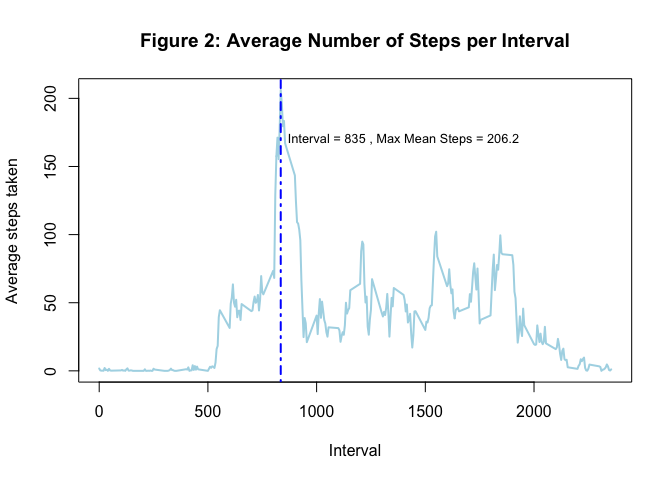 Figure 2: Average Number of Steps per Interval
Average steps taken
200
150
100
50
0
Interval = 835 , Max Mean Steps = 206.2
0 500 1000 1500 2000
Interval